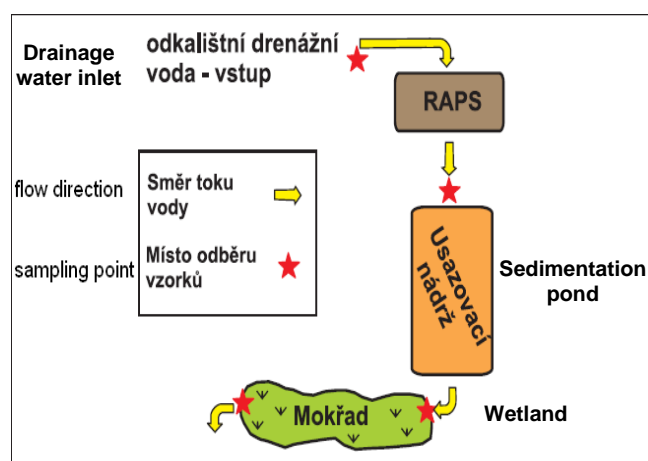 Drainage
water inlet
odkalištní drenážní
voda - vstup
RAPS
flow direction
Směr toku
vody
sampling point
Místo odběru
vzorků
Usazovací
nádrž
Sedimentation
pond
Mokřad
Wetland